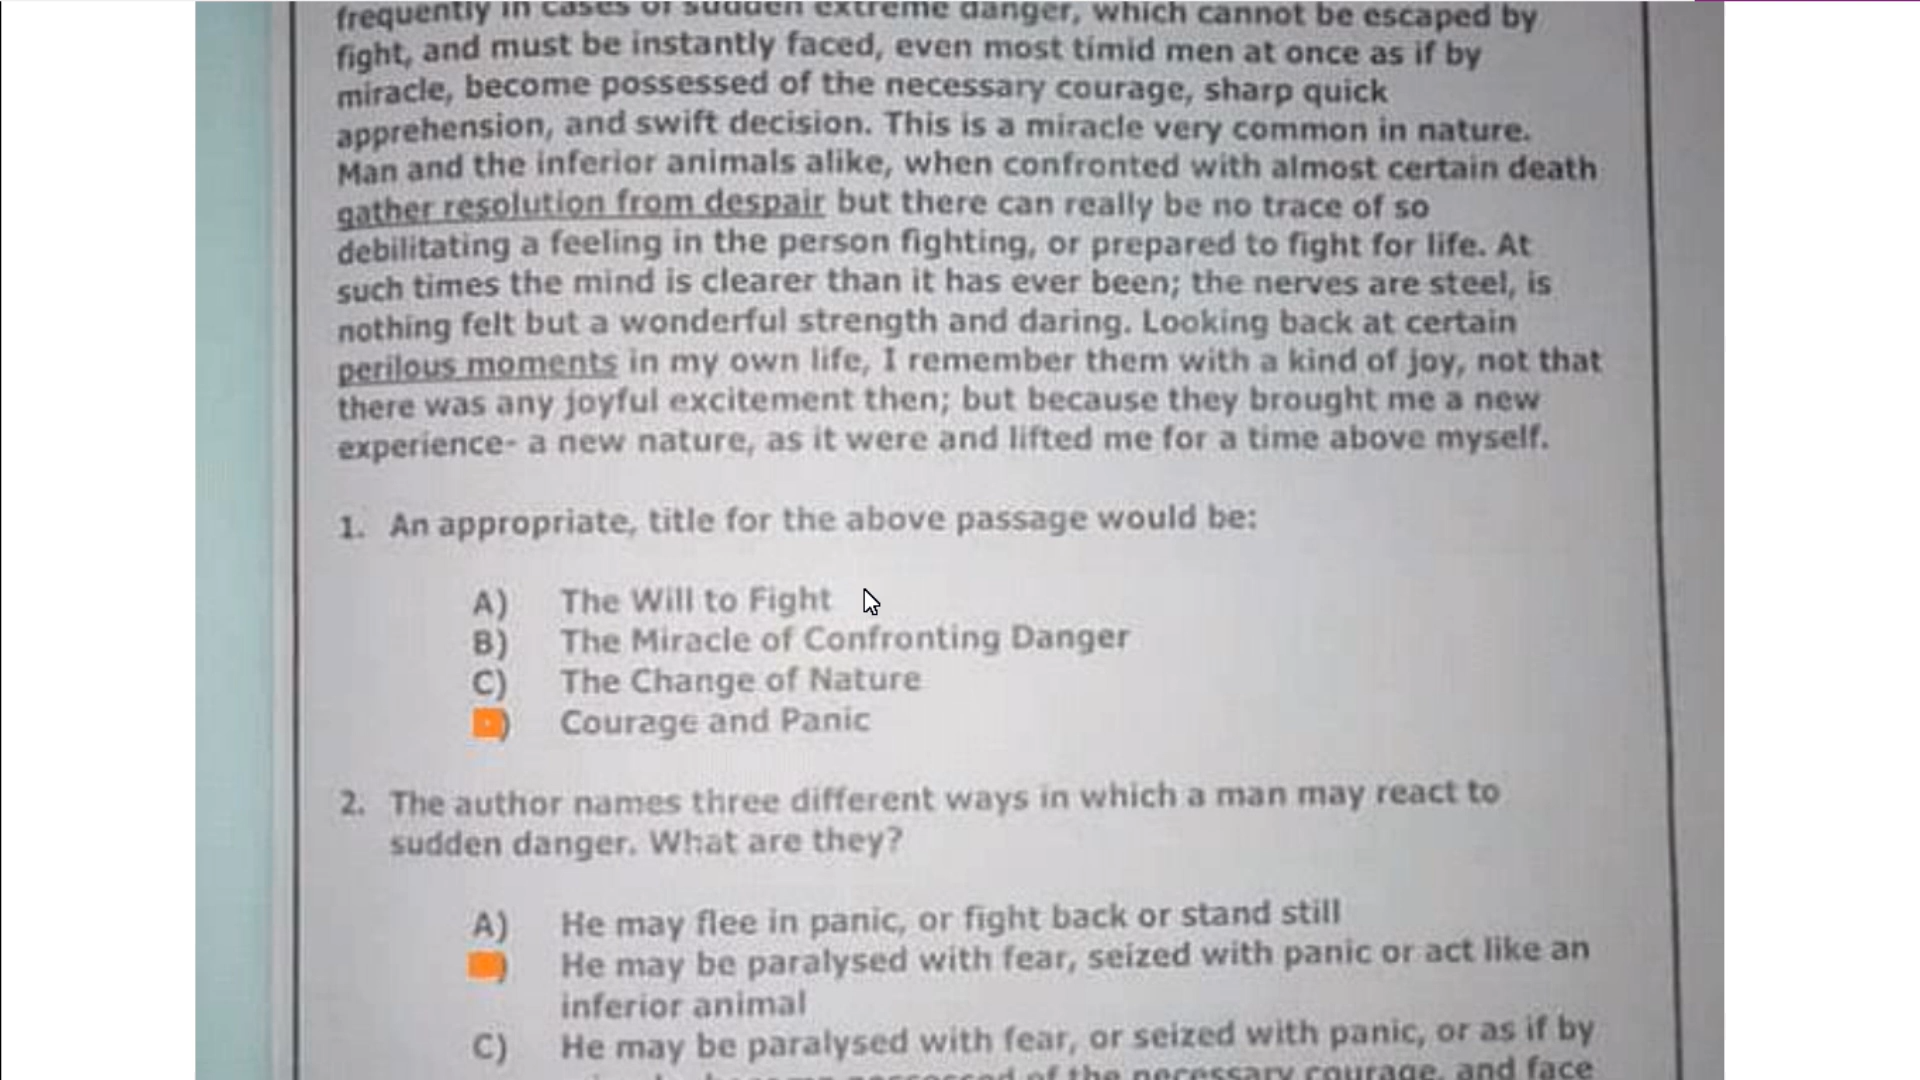 frequently in cases of sudden extreme danger, which cannot be escaped by
fight, and must be instantly faced, even most timid men at once as if by
miracle, become possessed of the necessary courage, sharp quick
apprehension, and swift decision. This is a miracle very common in nature.
Man and the inferior animals alike, when confronted with almost certain death
gather resolution from despair but there can really be no trace of so
debilitating a feeling in the person fighting, or prepared to fight for life. At
such times the mind is clearer than it has ever been; the nerves are steel, is
nothing felt but a wonderful strength and daring. Looking back at certain
perilous moments in my own life, I remember them with a kind of joy, not that
there was any joyful excitement then; but because they brought me a new
experience- a new nature, as it were and lifted me for a time above myself.
1. An appropriate, title for the above passage would be:
A) The Will to Fight
B) The Miracle of Confronting Danger
C) The Change of Nature
) Courage and Panic
2. The author names three different ways in which a man may react to
sudden danger. What are they?
A) He may flee in panic, or fight back or stand still
) He may be paralysed with fear, seized with panic or act like an
inferior animal
C) He may be paralysed with fear, or seized with panic, or as if by
of the necessary courage, and face